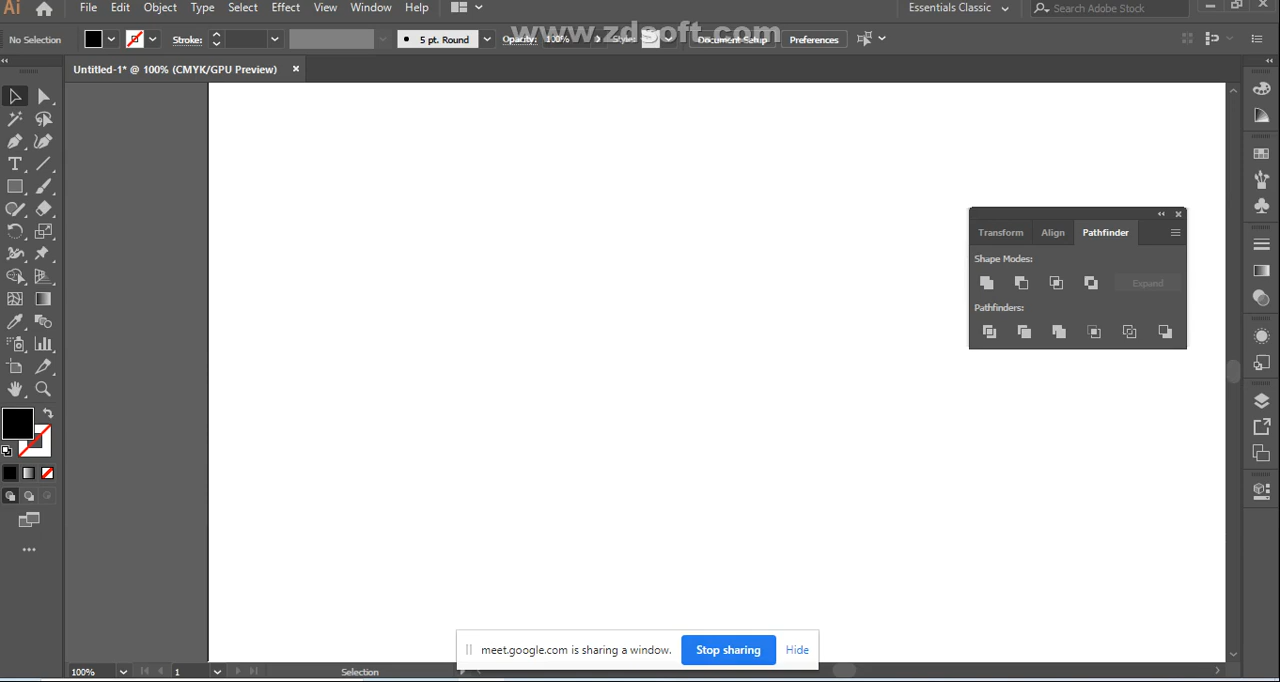 Ai File Edit Object Type Select Effect View Window Help Essentials Classic Search Adobe Stock
www.zdsoft.com
No Selection Stroke: 5 pt. Round Opacity: 100% Style: Document Setup Preferences
Untitled-1* @ 100% (CMYK/GPU Preview)
Transform Align Pathfinder
Shape Modes:
Expand
Pathfinders:
meet.google.com is sharing a window. Stop sharing Hide
100% 1 Selection